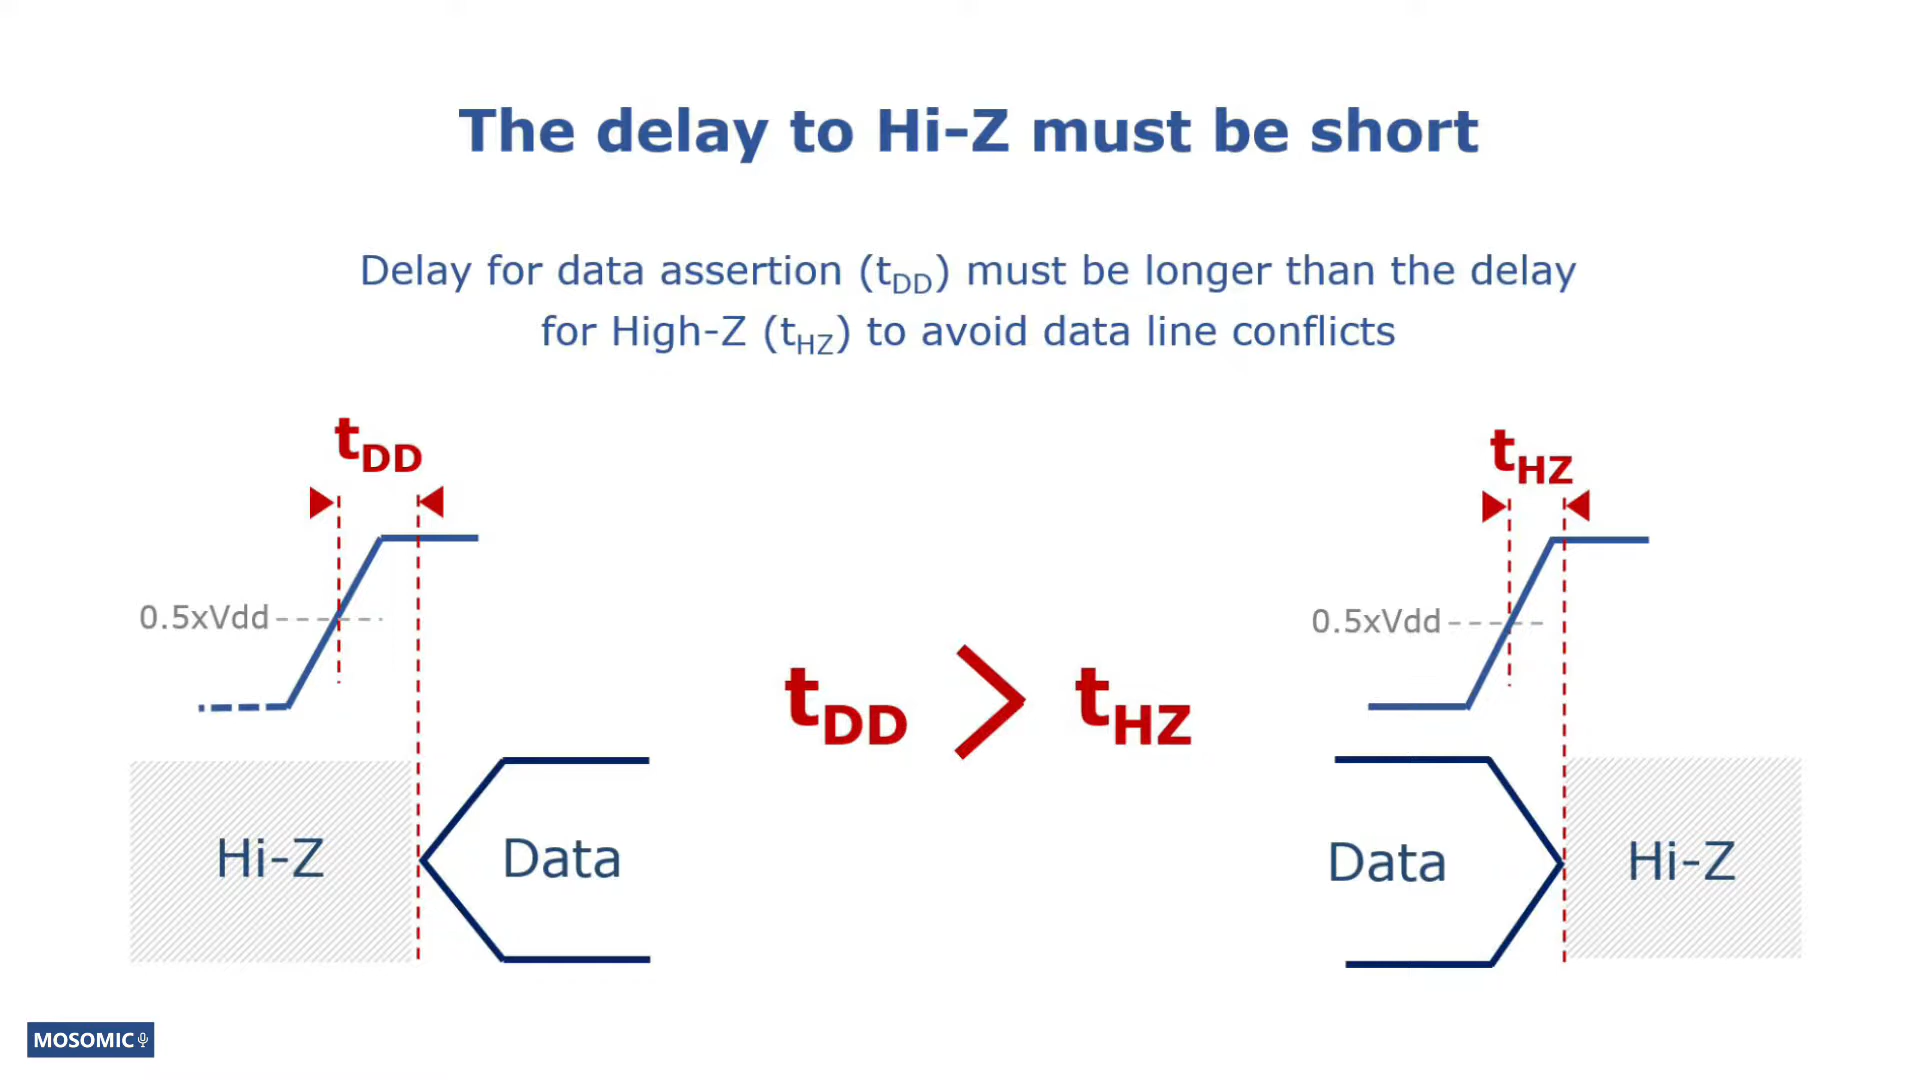 The delay to Hi-Z must be short
Delay for data assertion (tDD) must be longer than the delay
for High-Z (tHZ) to avoid data line conflicts
tDD
tHZ
0.5xVdd
0.5xVdd
tDD > tHZ
Hi-Z
Data
Data
Hi-Z
MOSOMIC